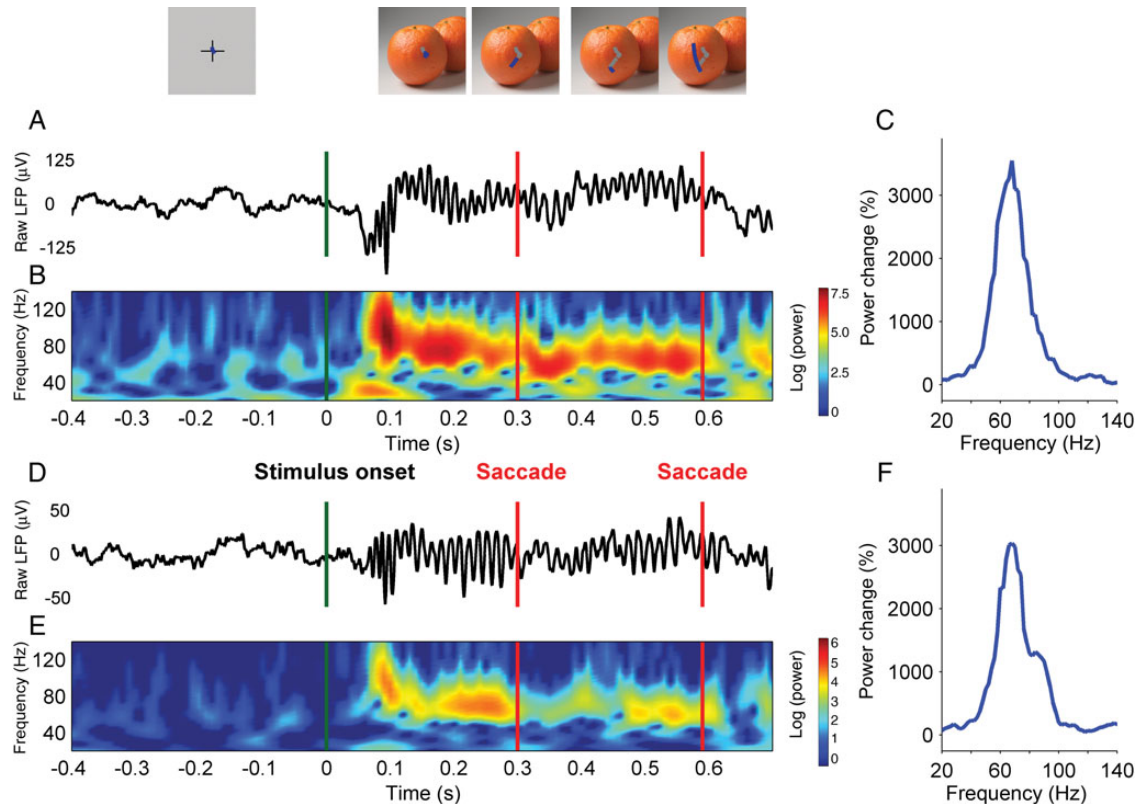 A
C
125
0
-125
Raw LFP (μV)
3000
2000
1000
0
Power change (%)
20 60 100 140
Frequency (Hz)
B
120
80
40
Frequency (Hz)
7.5
5.0
2.5
0
Log (power)
-0.4 -0.3 -0.2 -0.1 0 0.1 0.2 0.3 0.4 0.5 0.6
Time (s)
D
Stimulus onset Saccade Saccade
F
50
0
-50
Raw LFP (μV)
3000
2000
1000
0
Power change (%)
20 60 100 140
Frequency (Hz)
E
120
80
40
Frequency (Hz)
6
5
4
3
2
1
0
Log (power)
-0.4 -0.3 -0.2 -0.1 0 0.1 0.2 0.3 0.4 0.5 0.6
Time (s)